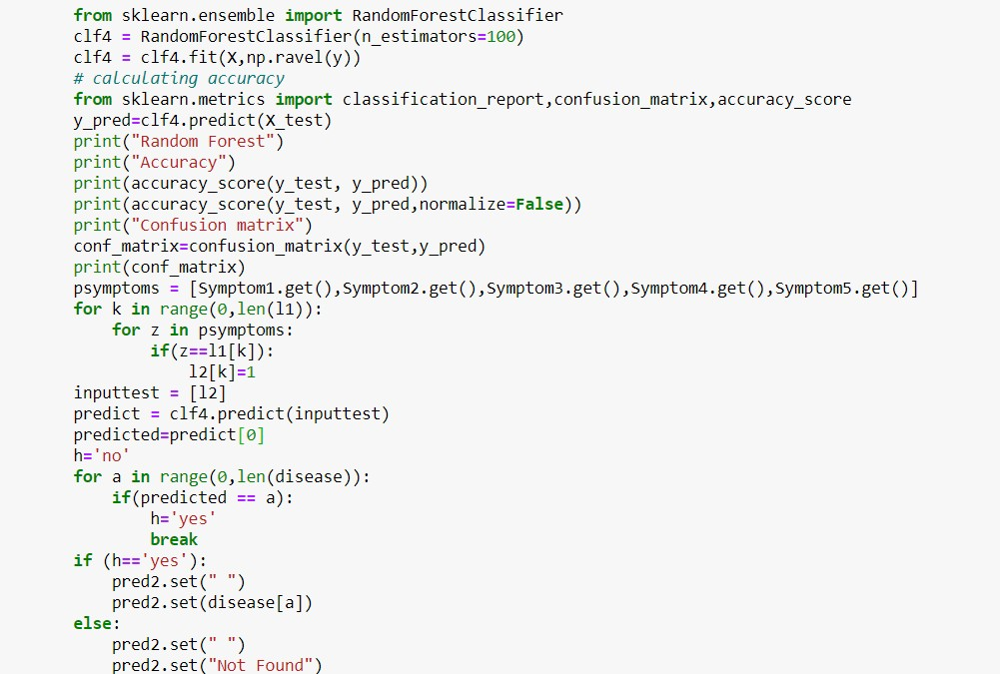 from sklearn.ensemble import RandomForestClassifier
clf4 = RandomForestClassifier(n_estimators=100)
clf4 = clf4.fit(X,np.ravel(y))
# calculating accuracy
from sklearn.metrics import classification_report,confusion_matrix,accuracy_score
y_pred=clf4.predict(X_test)
print("Random Forest")
print("Accuracy")
print(accuracy_score(y_test, y_pred))
print(accuracy_score(y_test, y_pred,normalize=False))
print("Confusion matrix")
conf_matrix=confusion_matrix(y_test,y_pred)
print(conf_matrix)
psymptoms = [Symptom1.get(),Symptom2.get(),Symptom3.get(),Symptom4.get(),Symptom5.get()]
for k in range(0,len(l1)):
    for z in psymptoms:
        if(z==l1[k]):
            l2[k]=1
inputtest = [l2]
predict = clf4.predict(inputtest)
predicted=predict[0]
h='no'
for a in range(0,len(disease)):
    if(predicted == a):
        h='yes'
        break
if (h=='yes'):
    pred2.set(" ")
    pred2.set(disease[a])
else:
    pred2.set(" ")
    pred2.set("Not Found")